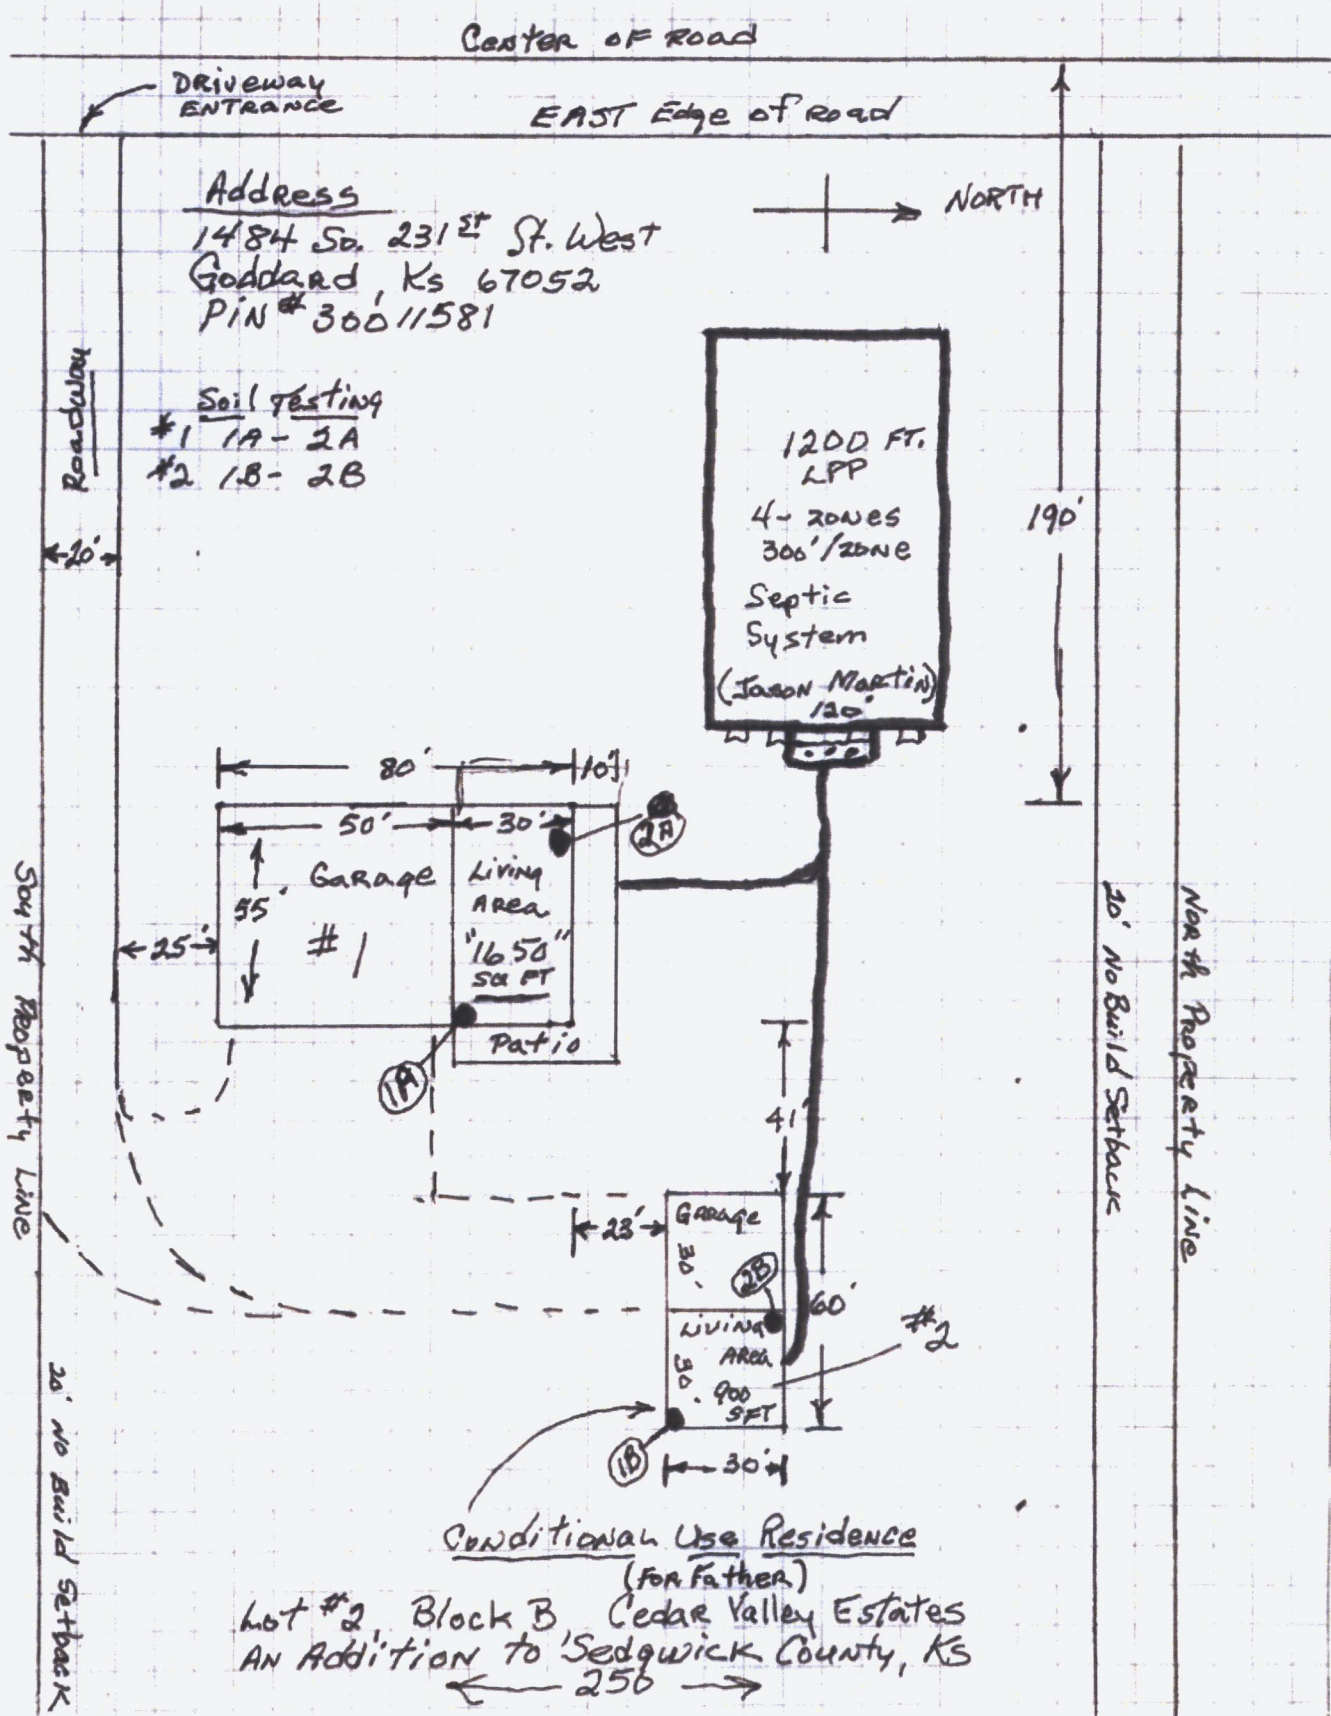 Center of Road
Driveway
Entrance
EAST Edge of Road
Address
1484 So. 231st St. West
Goddard, Ks 67052
PIN # 30011581
NORTH
Roadway
Soil Testing
#1 1A - 2A
#2 1B - 2B
20'
1200 FT.
LPP
4- Zones
300'/Zone
Septic
System
(Jason Martin)
120'
190'
80'
10'
50'
30'
2A
55'
Garage
#1
Living
Area
"1650"
SQ FT
25'
Patio
1A
South Property Line
20' No Build Setback
North Property Line
41'
23'
Garage
30'
2B
60'
#2
Living
Area
30'
900
SFT
1B
30'
20' No Build Setback
Conditional Use Residence
(For Father)
Lot #2, Block B, Cedar Valley Estates
An Addition to Sedgwick County, Ks
250